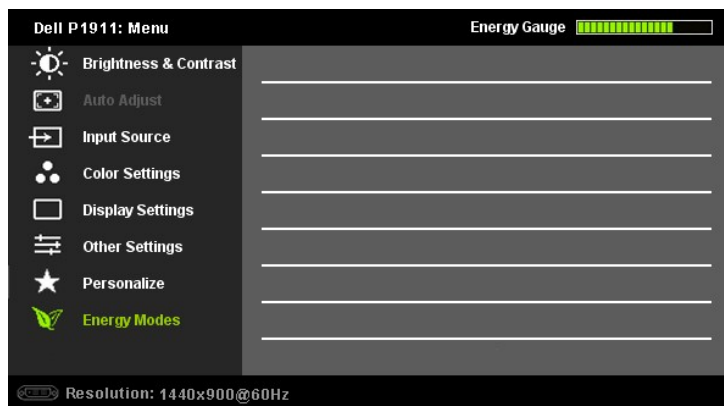 Dell P1911: Menu
Energy Gauge
Brightness & Contrast
Auto Adjust
Input Source
Color Settings
Display Settings
Other Settings
Personalize
Energy Modes
Resolution: 1440x900@60Hz